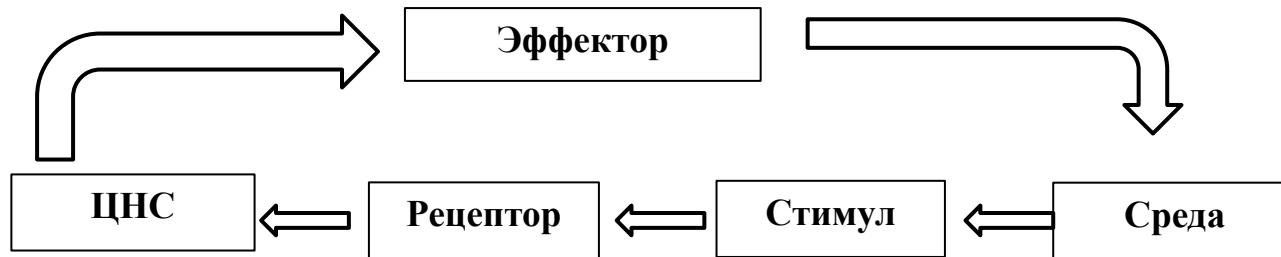 Эффектор
ЦНС
Рецептор
Стимул
Среда